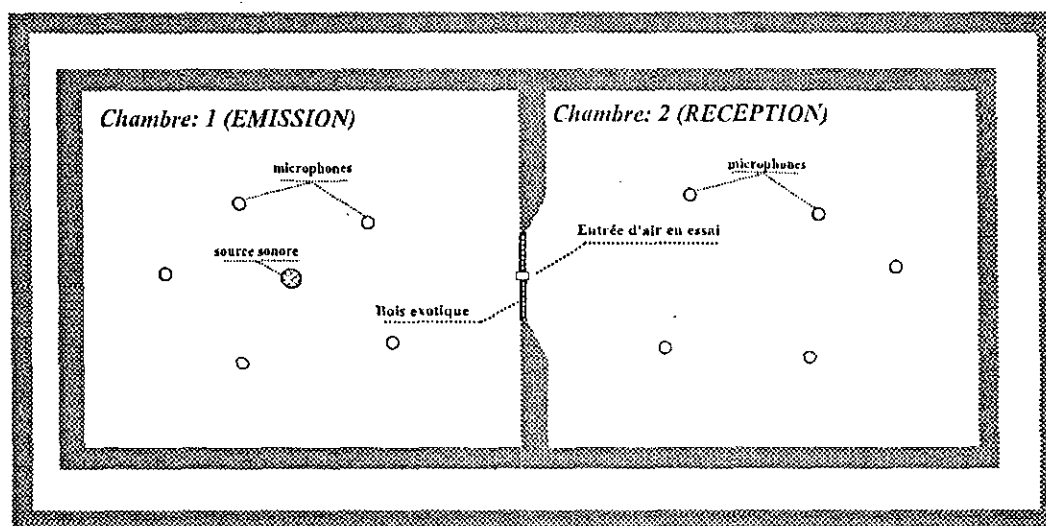 Chambre: 1 (EMISSION)
microphones
source sonore
Bois exotique
Chambre: 2 (RECEPTION)
microphones
Entrée d'air en essai